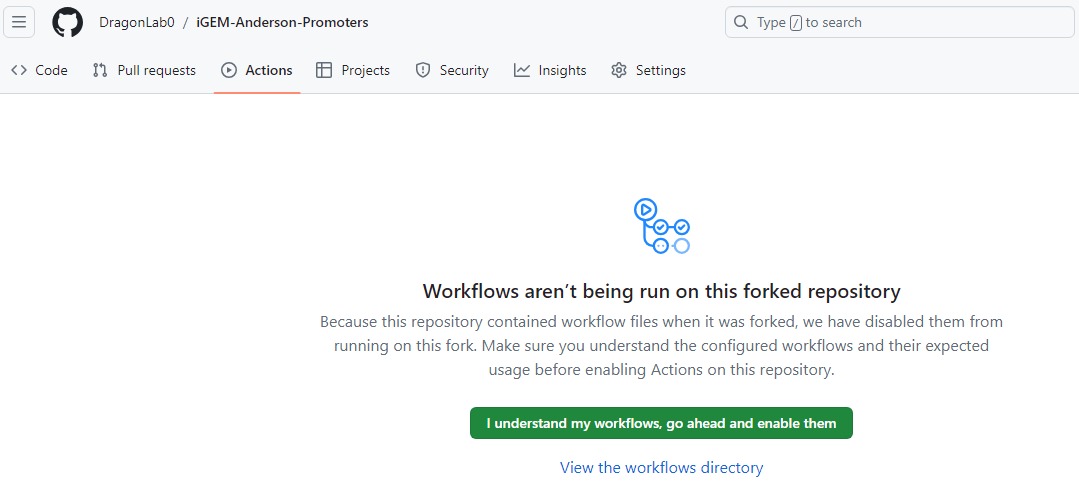 DragonLab0 / iGEM-Anderson-Promoters
Type / to search
Code Pull requests Actions Projects Security Insights Settings
Workflows aren’t being run on this forked repository
Because this repository contained workflow files when it was forked, we have disabled them from
running on this fork. Make sure you understand the configured workflows and their expected
usage before enabling Actions on this repository.
I understand my workflows, go ahead and enable them
View the workflows directory